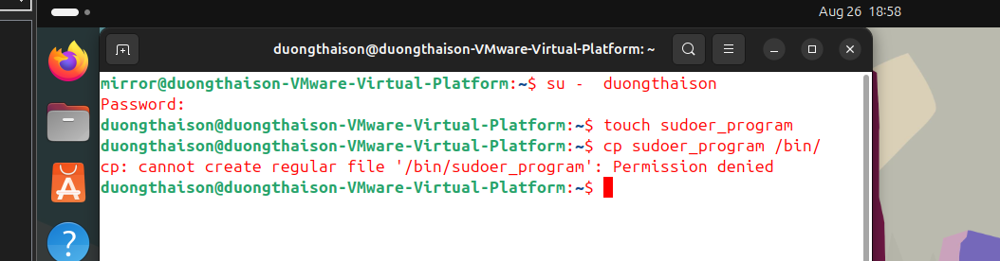 Aug 26 18:58
duongthaison@duongthaison-VMware-Virtual-Platform: ~
mirror@duongthaison-VMware-Virtual-Platform:~$ su -  duongthaison
Password:
duongthaison@duongthaison-VMware-Virtual-Platform:~$ touch sudoer_program
duongthaison@duongthaison-VMware-Virtual-Platform:~$ cp sudoer_program /bin/
cp: cannot create regular file '/bin/sudoer_program': Permission denied
duongthaison@duongthaison-VMware-Virtual-Platform:~$